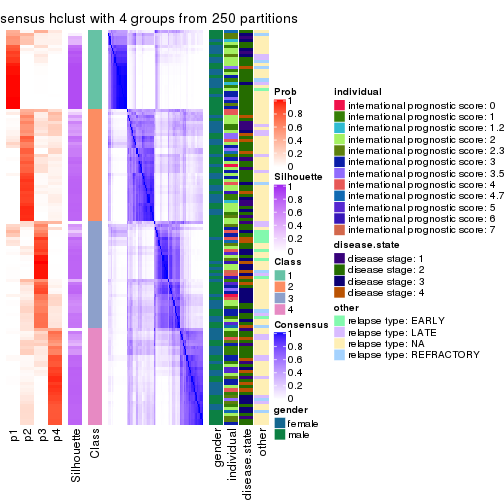 sensus hclust with 4 groups from 250 partitions
Prob
1
0.8
0.6
0.4
0.2
0
Silhouette
1
0.8
0.6
0.4
0.2
0
Class
1
2
3
4
Consensus
1
0.8
0.6
0.4
0.2
0
gender
female
male
individual
international prognostic score: 0
international prognostic score: 1
international prognostic score: 1.2
international prognostic score: 2
international prognostic score: 2.3
international prognostic score: 3
international prognostic score: 3.5
international prognostic score: 4
international prognostic score: 4.7
international prognostic score: 5
international prognostic score: 6
international prognostic score: 7
disease.state
disease stage: 1
disease stage: 2
disease stage: 3
disease stage: 4
other
relapse type: EARLY
relapse type: LATE
relapse type: NA
relapse type: REFRACTORY
p1
p2
p3
p4
Silhouette
Class
gender
individual
disease.state
other